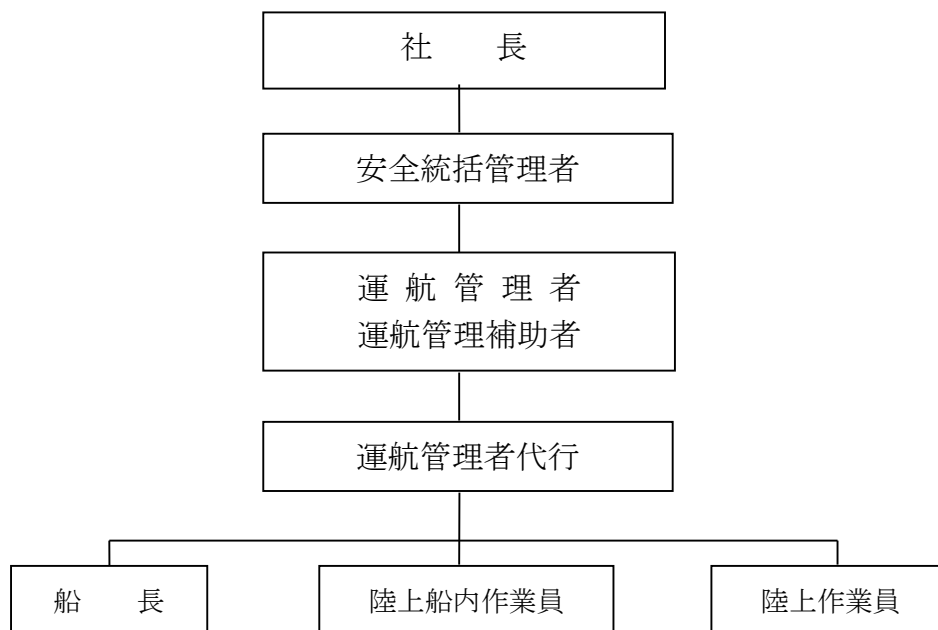 社　　長
安全統括管理者
運 航 管 理 者
運航管理補助者
運航管理者代行
船　　長
陸上船内作業員
陸上作業員